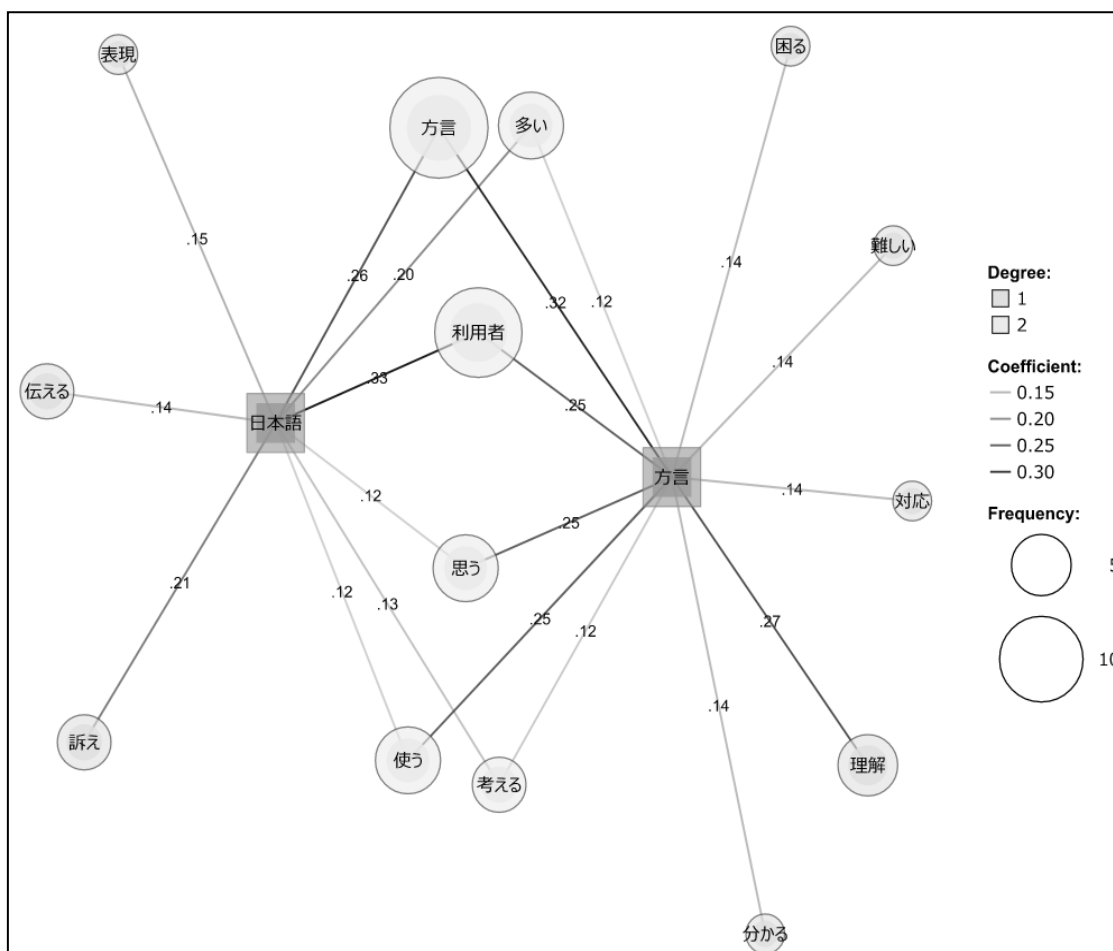 表現
困る
方言
多い
.15
難しい
.14
.26
.20
.32
.12
Degree:
1
2
利用者
.14
.33
.25
Coefficient:
0.15
0.20
0.25
0.30
伝える
.14
日本語
方言
.14
対応
.12
.25
Frequency:
5
思う
.21
.12
.13
.25
.12
.27
10
.14
訴え
使う
考える
理解
分かる